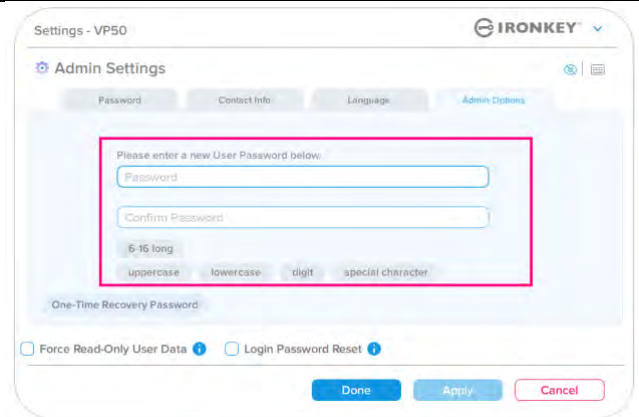 Settings - VP50
IRONKEY
Admin Settings
Password Contact Info Language Admin Options
Please enter a new User Password below.
Password
Confirm Password
6-16 long
uppercase lowercase digit special character
One-Time Recovery Password
Force Read-Only User Data Login Password Reset
Done Apply Cancel